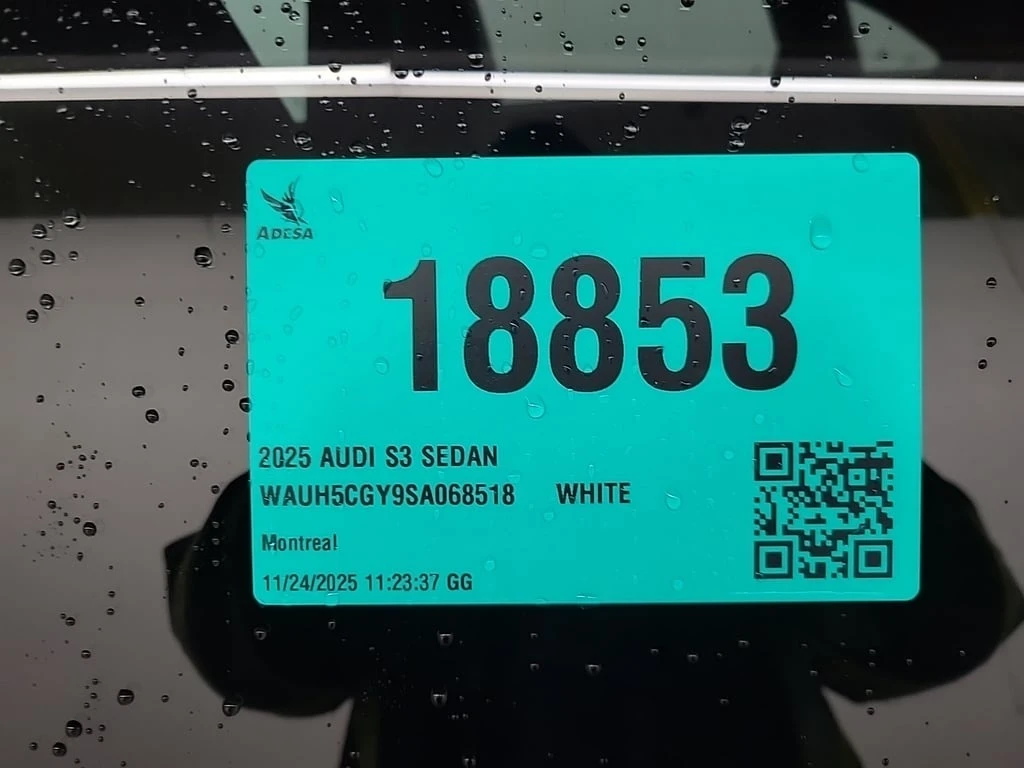 ADESA
18853
2025 AUDI S3 SEDAN
WAUH5CGY9SA068518 WHITE
Montreal
11/24/2025 11:23:37 GG